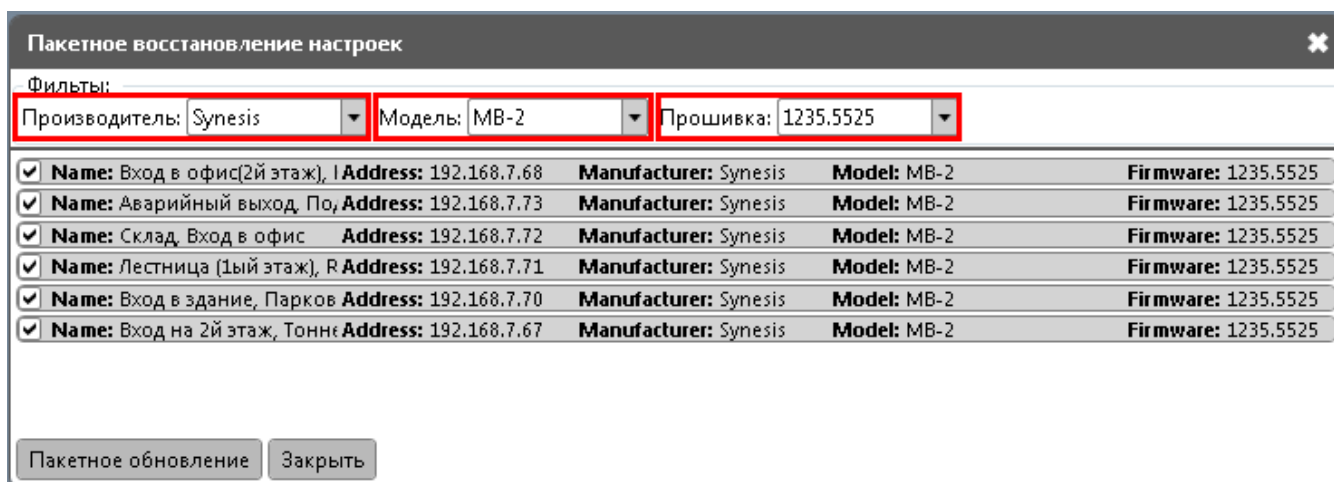 Пакетное восстановление настроек
Фильтры:
Производитель: Synesis Модель: MB-2 Прошивка: 1235.5525
Name: Вход в офис(2й этаж), Address: 192.168.7.68 Manufacturer: Synesis Model: MB-2 Firmware: 1235.5525
Name: Аварийный выход, Address: 192.168.7.73 Manufacturer: Synesis Model: MB-2 Firmware: 1235.5525
Name: Склад, Вход в офис Address: 192.168.7.72 Manufacturer: Synesis Model: MB-2 Firmware: 1235.5525
Name: Лестница (1ый этаж), R Address: 192.168.7.71 Manufacturer: Synesis Model: MB-2 Firmware: 1235.5525
Name: Вход в здание, Парков Address: 192.168.7.70 Manufacturer: Synesis Model: MB-2 Firmware: 1235.5525
Name: Вход на 2й этаж, Тонне Address: 192.168.7.67 Manufacturer: Synesis Model: MB-2 Firmware: 1235.5525
Пакетное обновление Закрыть